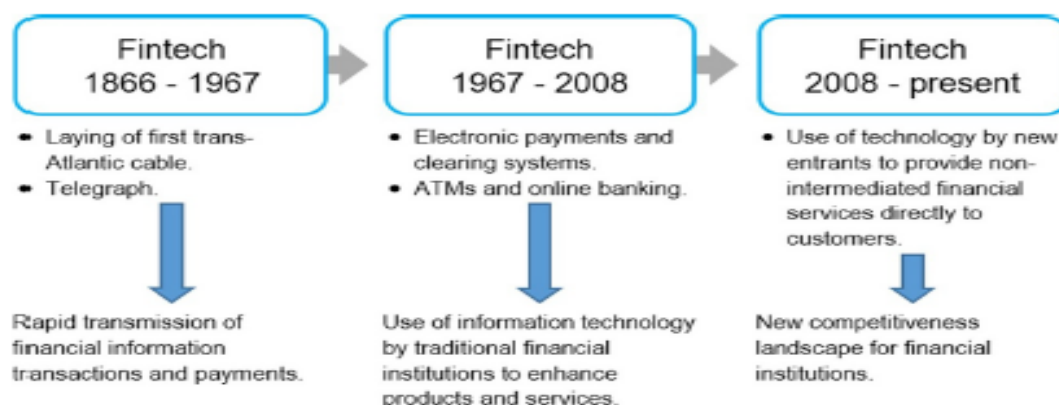 Fintech
1866 - 1967
• Laying of first trans-
Atlantic cable.
• Telegraph.
Rapid transmission of
financial information
transactions and payments.
Fintech
1967 - 2008
• Electronic payments and
clearing systems.
• ATMs and online banking.
Use of information technology
by traditional financial
institutions to enhance
products and services.
Fintech
2008 - present
• Use of technology by new
entrants to provide non-
intermediated financial
services directly to
customers.
New competitiveness
landscape for financial
institutions.